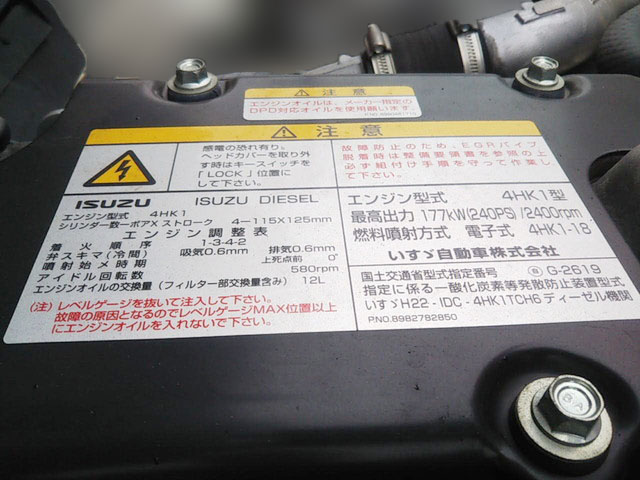 注 意
エンジンオイルは、メーカー指定の
DPD対応オイルを使用願います。
注 意
感電の恐れ有り。
ヘッドカバーを取り外
す時はキースイッチを
「LOCK」位置に
して下さい。
故障防止のため、EGRパイプ
脱着時は整備要領書を参照の上
必ず組付け手順を守って作業し
て下さい。
ISUZU ISUZU DIESEL
エンジン型式 4HK1
シリンダー数ーボアXストローク 4-115X125mm
エンジン調整表
着火順序 1-3-4-2
弁スキマ(冷間) 吸気0.6mm 排気0.6mm
噴射始メ時期 上死点前 0°
アイドル回転数 580rpm
エンジンオイルの交換量(フィルター部交換量含み) 12L
(注)レベルゲージを抜いて注入して下さい。
故障の原因となるのでレベルゲージMAX位置以上
にエンジンオイルを入れないで下さい。
エンジン型式 4HK1型
最高出力 177kW(240PS)/2400rpm
燃料噴射方式 電子式 4HK1-18
いすゞ自動車株式会社
国土交通省型式指定番号 G-2619
指定に係る一酸化炭素等発散防止装置型式
いすゞH22-IDC-4HK1TCH6ディーゼル機関
P.NO.8982782850